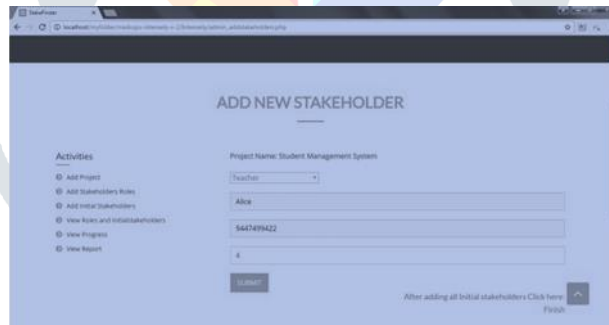 StakeFinder
ADD NEW STAKEHOLDER
Activities
Add Project
Add Stakeholders Roles
Add Initial Stakeholders
View Roles and InitialStakeholders
View Progress
View Report
Project Name: Student Management System
Teacher
Alice
9447499422
4
SUBMIT
After adding all Initial stakeholders Click here:
Finish